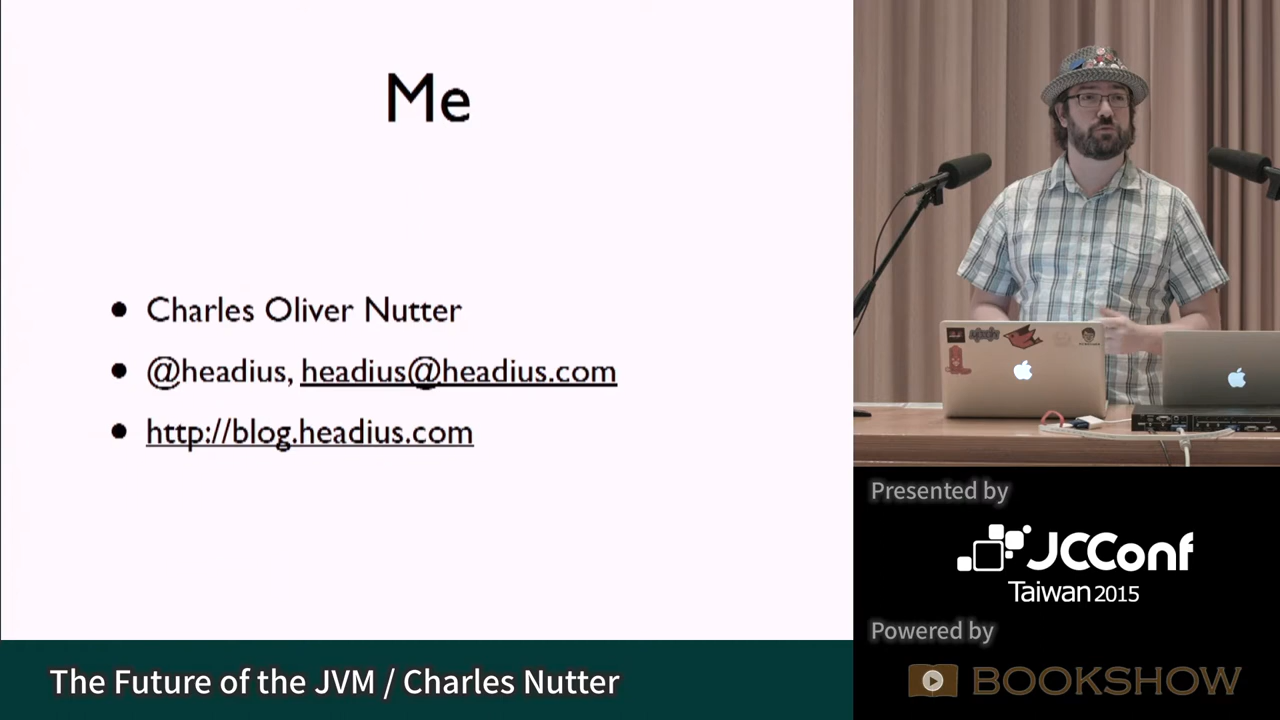 Me
Charles Oliver Nutter
@headius, headius@headius.com
http://blog.headius.com
Presented by
JCConf
Taiwan 2015
Powered by
BOOKSHOW
The Future of the JVM / Charles Nutter